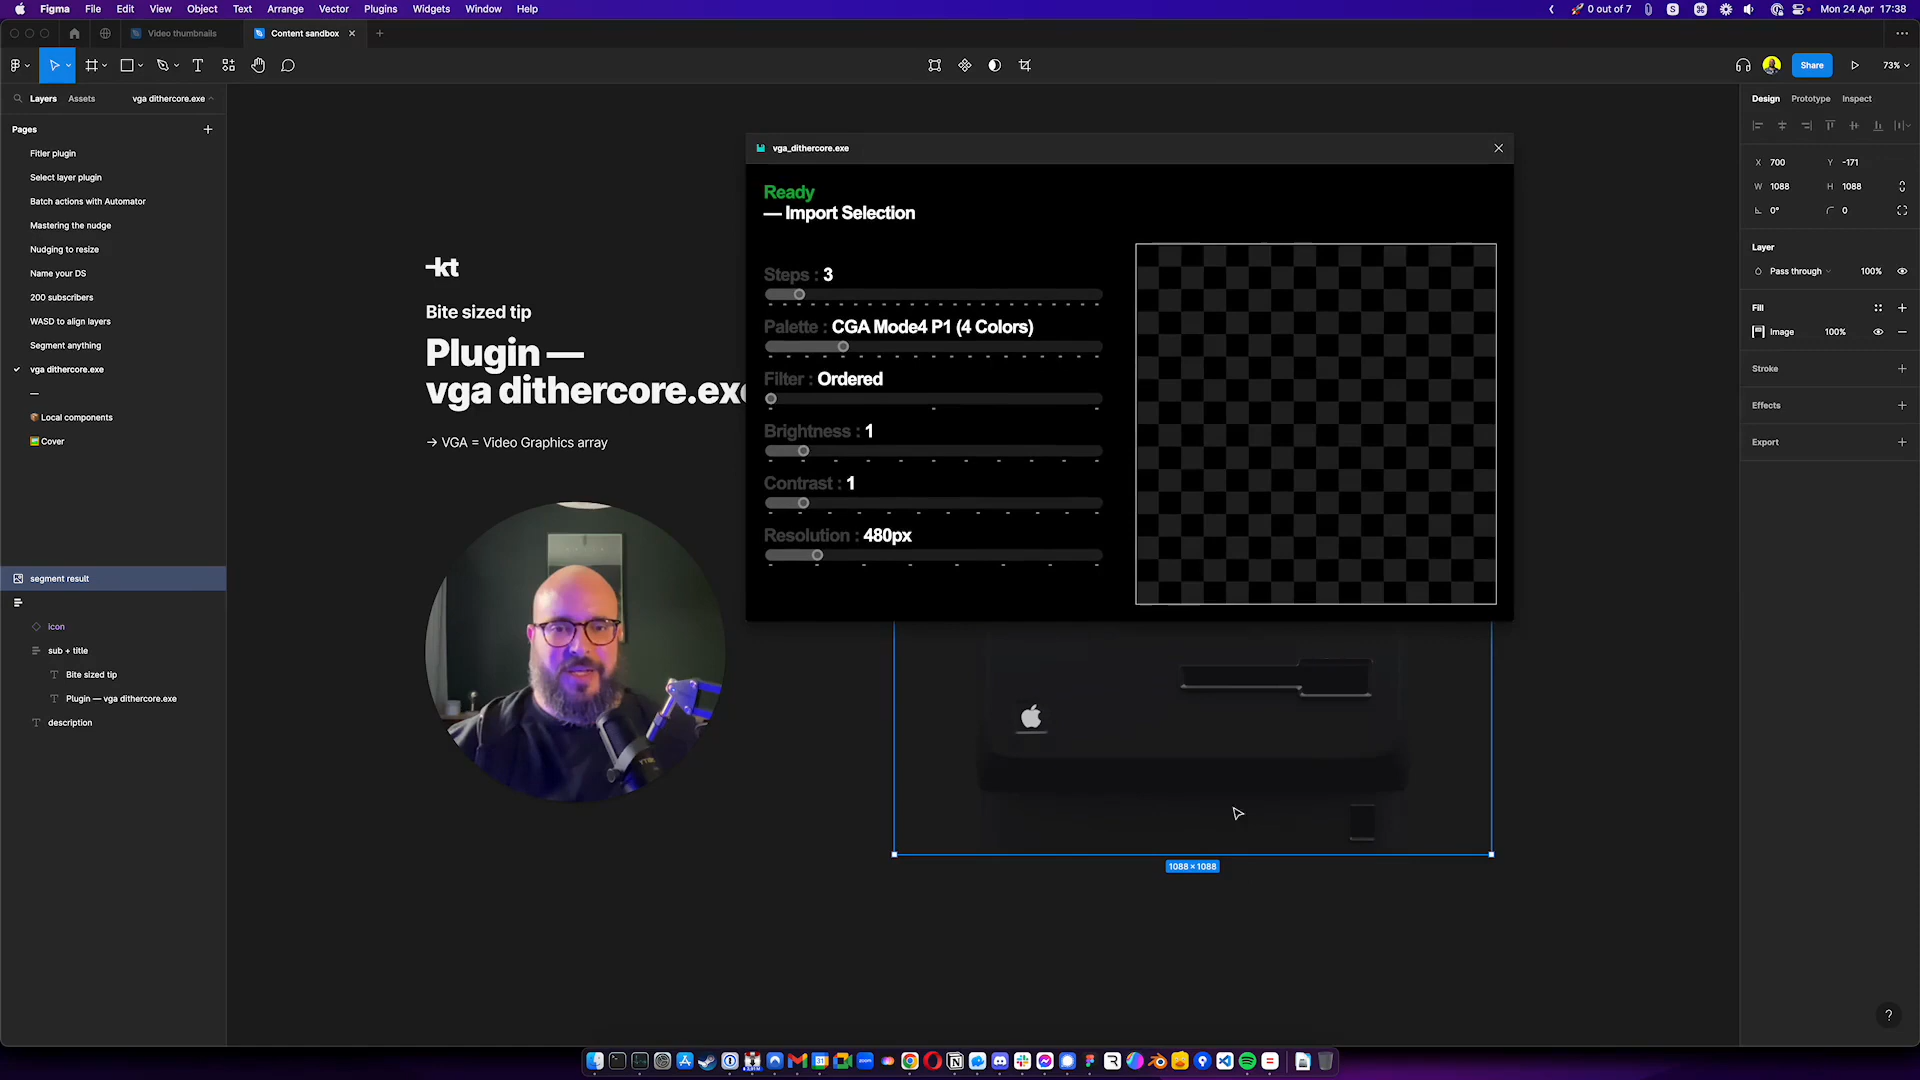 Figma File Edit View Object Text Arrange Vector Plugins Widgets Window Help
0 out of 7
Mon 24 Apr 17:38
Video thumbnails
Content sandbox
Share
73%
Layers Assets
vga dithercore.exe
Pages
Fitler plugin
Select layer plugin
Batch actions with Automator
Mastering the nudge
Nudging to resize
Name your DS
200 subscribers
WASD to align layers
Segment anything
vga dithercore.exe
—
Local components
Cover
segment result
icon
sub + title
Bite sized tip
Plugin — vga dithercore.exe
description
-kt
Bite sized tip
Plugin —
vga dithercore.exe
→ VGA = Video Graphics array
vga_dithercore.exe
Ready
— Import Selection
Steps : 3
Palette : CGA Mode4 P1 (4 Colors)
Filter : Ordered
Brightness : 1
Contrast : 1
Resolution : 480px
1088 × 1088
Design Prototype Inspect
X 700 Y -171
W 1088 H 1088
0° 0
Layer
Pass through 100%
Fill
Image 100%
Stroke
Effects
Export
?